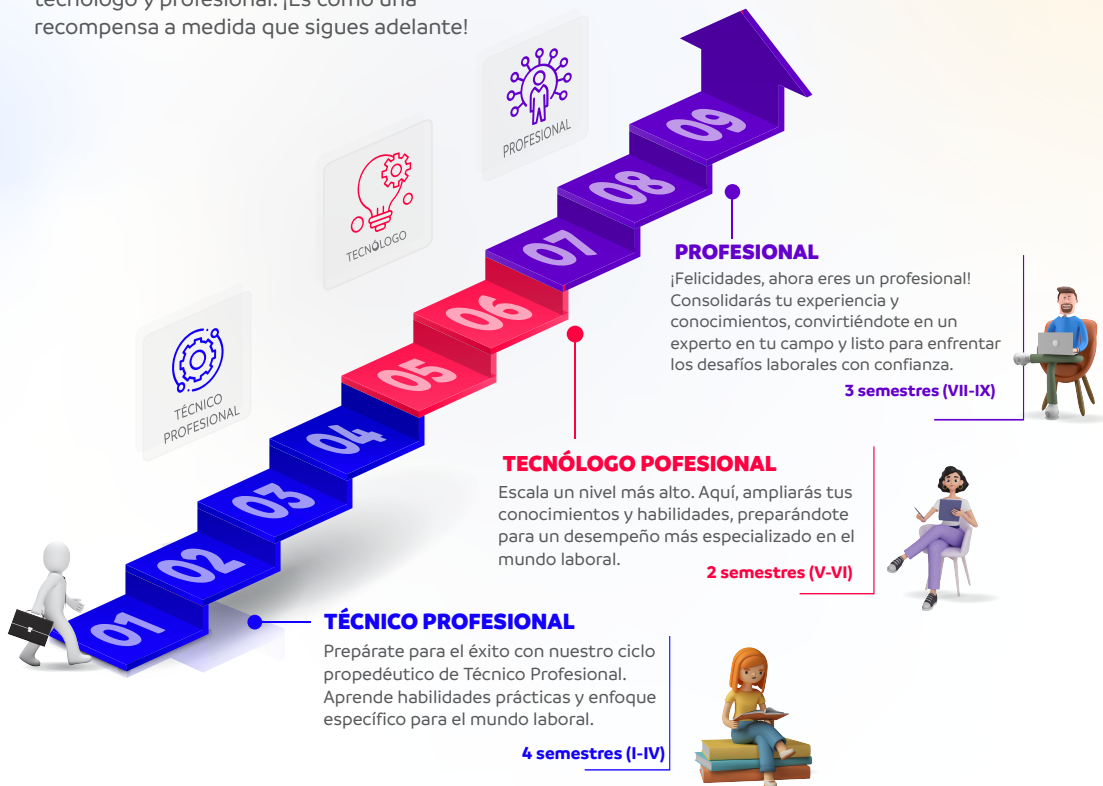 tecnólogo y profesional. ¡Es como una
recompensa a medida que sigues adelante!
PROFESIONAL
TECNÓLOGO
TÉCNICO
PROFESIONAL
09
08
07
06
05
04
03
02
01
PROFESIONAL
¡Felicidades, ahora eres un profesional!
Consolidarás tu experiencia y
conocimientos, convirtiéndote en un
experto en tu campo y listo para enfrentar
los desafíos laborales con confianza.
3 semestres (VII-IX)
TECNÓLOGO POFESIONAL
Escala un nivel más alto. Aquí, ampliarás tus
conocimientos y habilidades, preparándote
para un desempeño más especializado en el
mundo laboral.
2 semestres (V-VI)
TÉCNICO PROFESIONAL
Prepárate para el éxito con nuestro ciclo
propedéutico de Técnico Profesional.
Aprende habilidades prácticas y enfoque
específico para el mundo laboral.
4 semestres (I-IV)